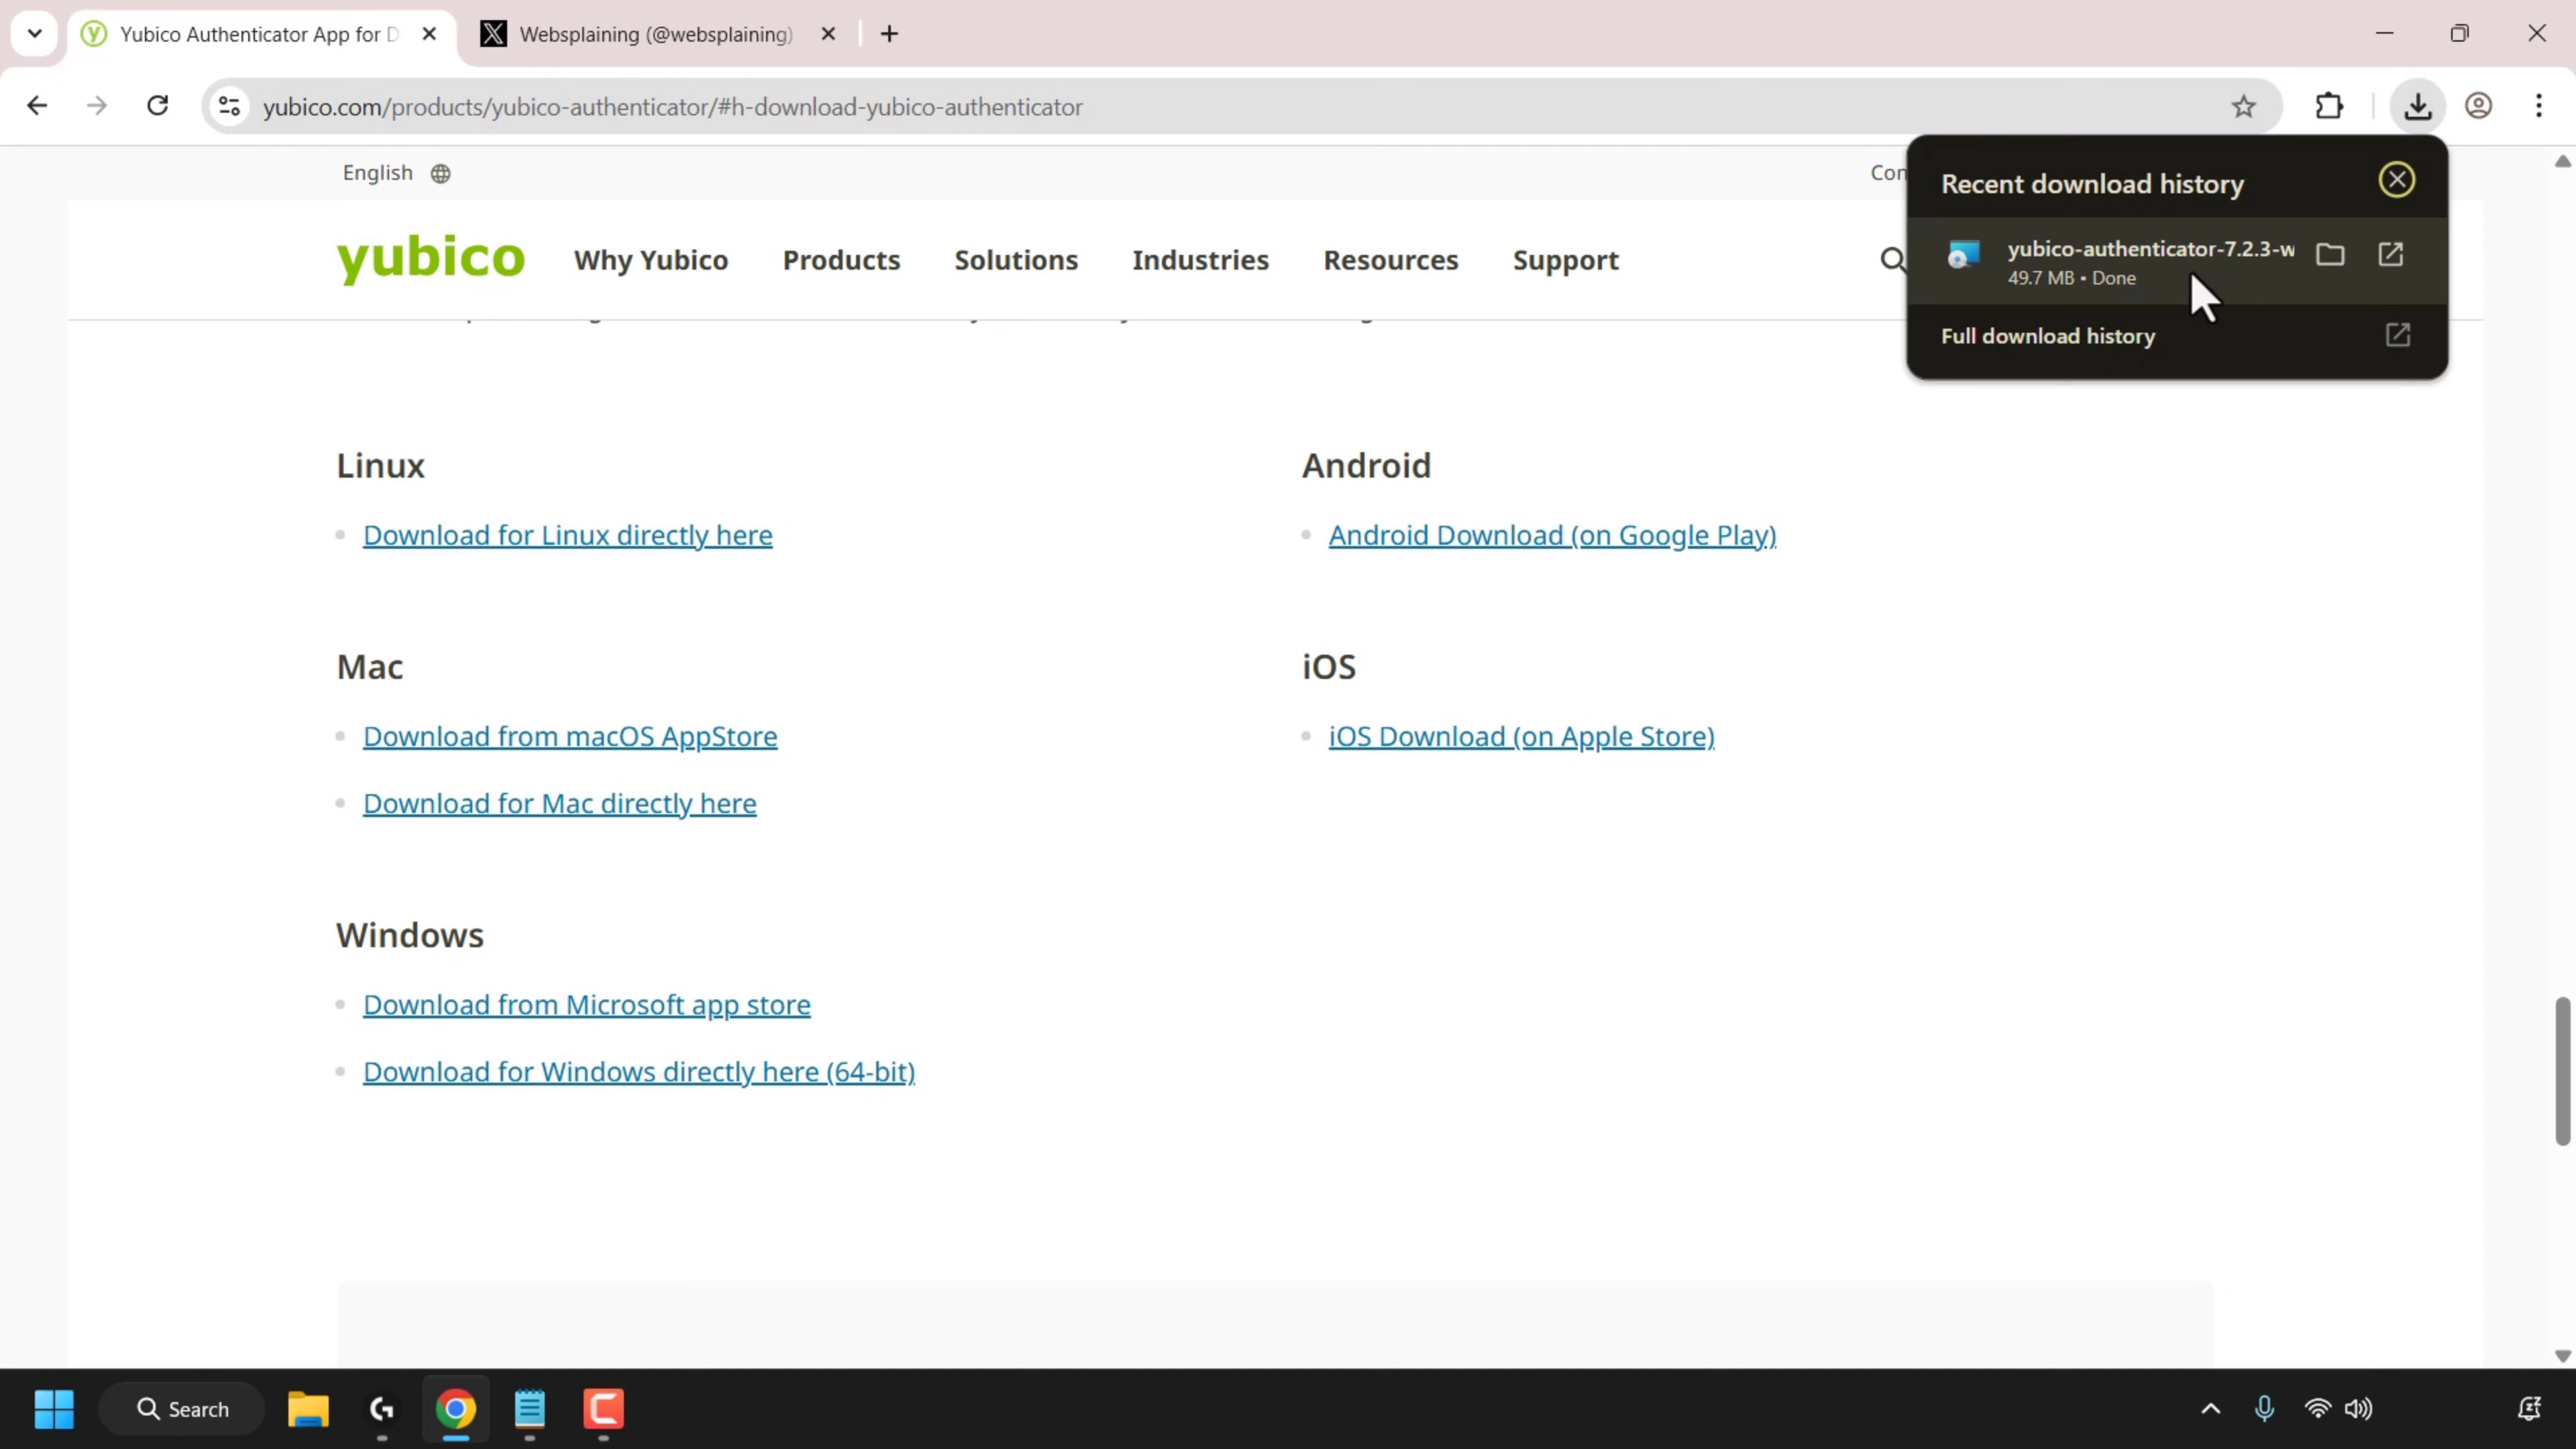 Yubico Authenticator App for D
Websplaining (@websplaining)
yubico.com/products/yubico-authenticator/#h-download-yubico-authenticator
English
Con
Recent download history
yubico-authenticator-7.2.3-w
49.7 MB • Done
Full download history
yubico
Why Yubico
Products
Solutions
Industries
Resources
Support
Linux
Download for Linux directly here
Android
Android Download (on Google Play)
Mac
Download from macOS AppStore
Download for Mac directly here
iOS
iOS Download (on Apple Store)
Windows
Download from Microsoft app store
Download for Windows directly here (64-bit)
Search